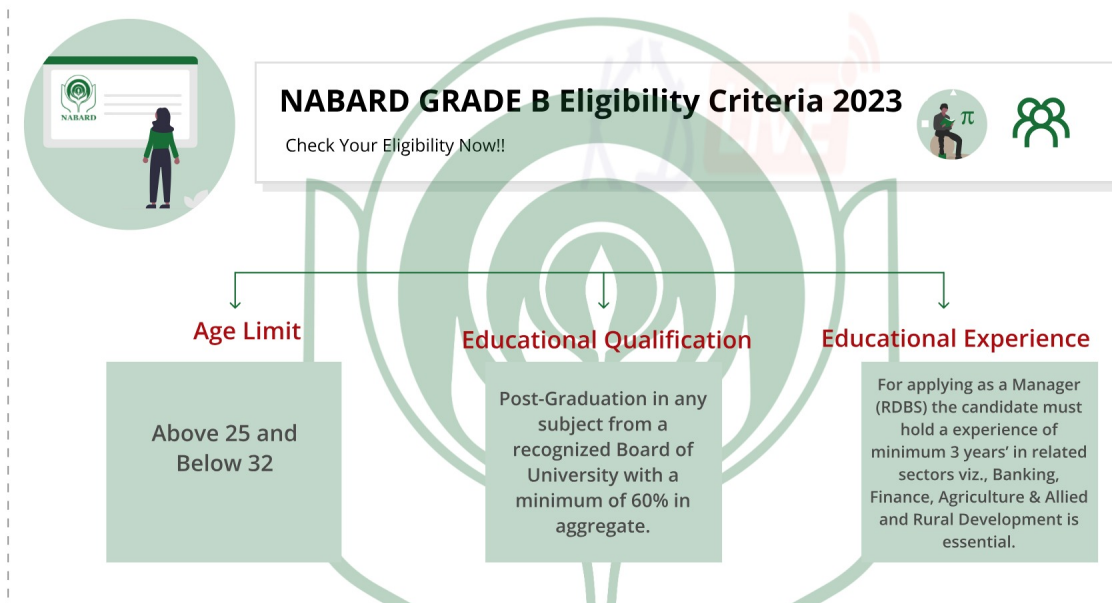 NABARD
NABARD GRADE B Eligibility Criteria 2023
Check Your Eligibility Now!!
π
LIVE
Age Limit
Above 25 and
Below 32
Educational Qualification
Post-Graduation in any
subject from a
recognized Board of
University with a
minimum of 60% in
aggregate.
Educational Experience
For applying as a Manager
(RDBS) the candidate must
hold a experience of
minimum 3 years’ in related
sectors viz., Banking,
Finance, Agriculture & Allied
and Rural Development is
essential.